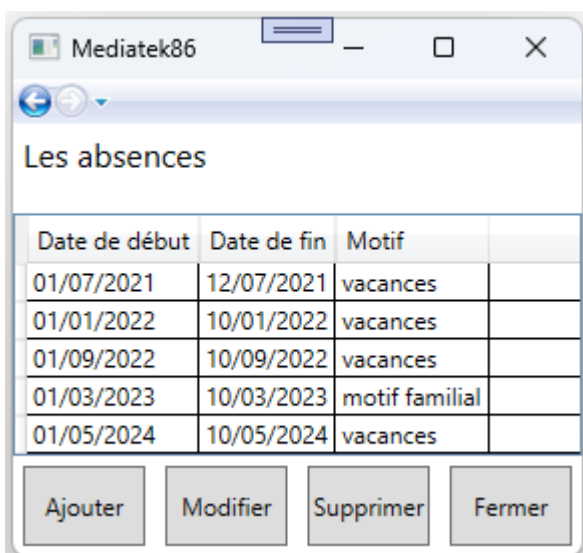 Mediatek86
Les absences
Date de début Date de fin Motif
01/07/2021 12/07/2021 vacances
01/01/2022 10/01/2022 vacances
01/09/2022 10/09/2022 vacances
01/03/2023 10/03/2023 motif familial
01/05/2024 10/05/2024 vacances
Ajouter Modifier Supprimer Fermer